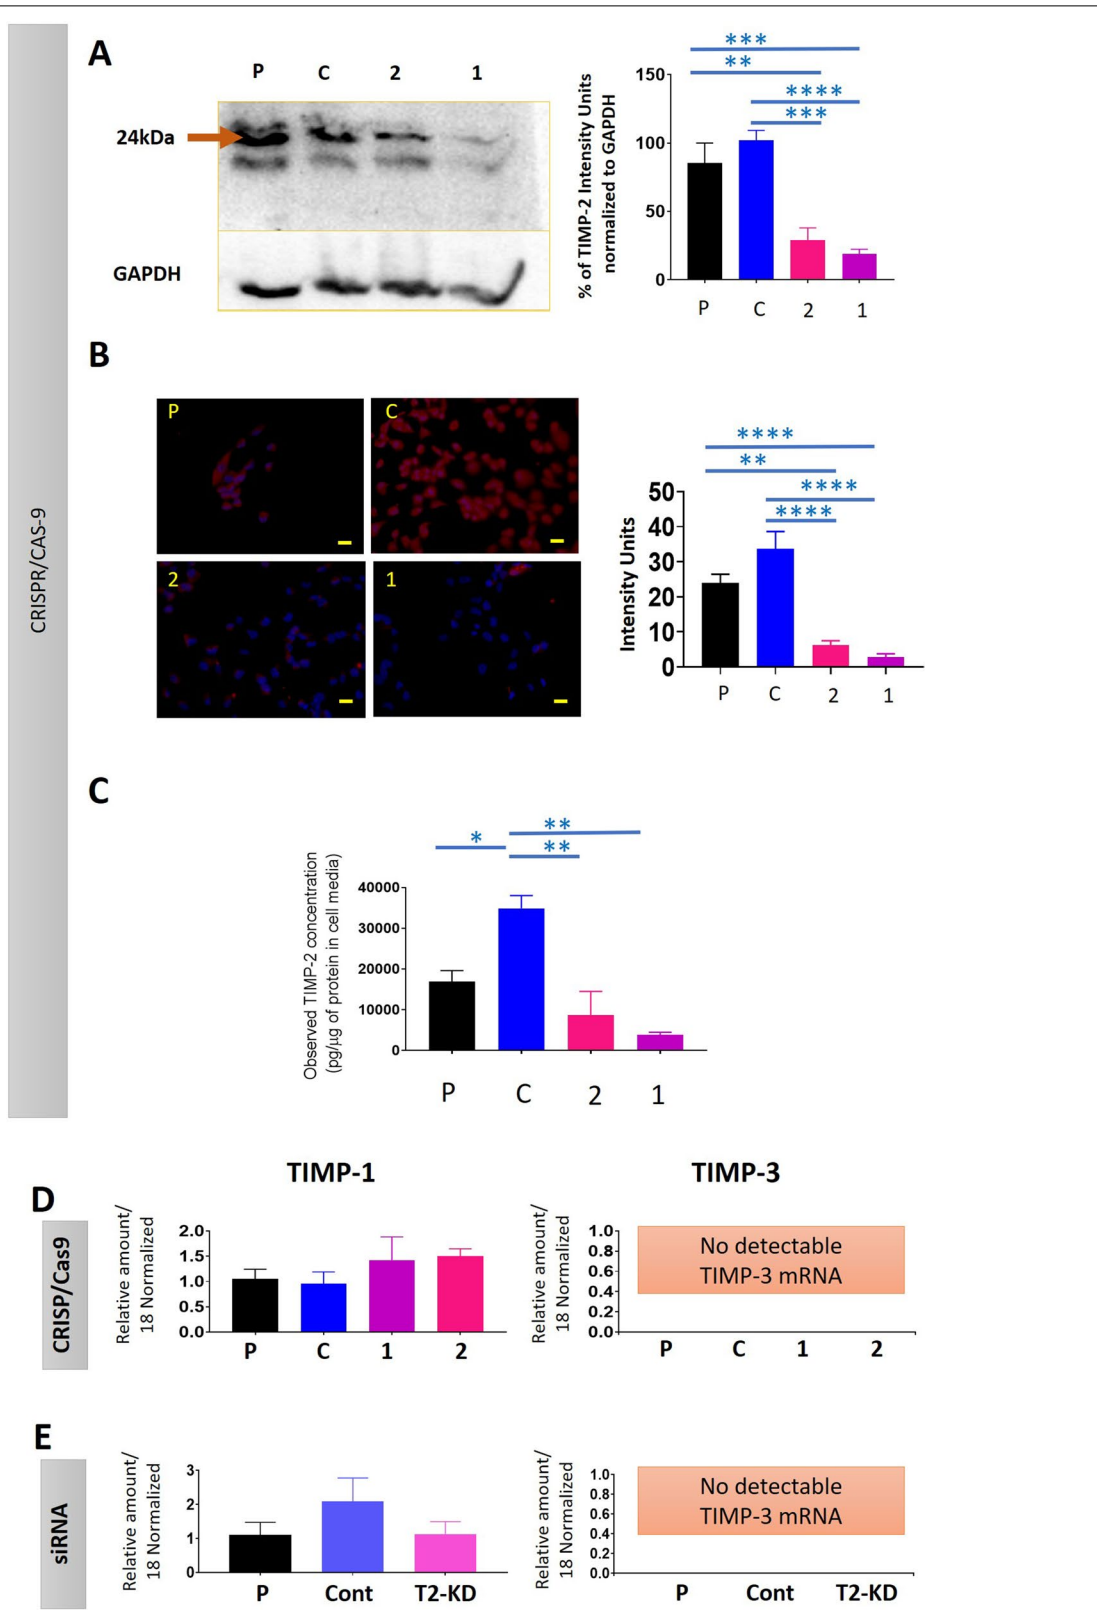 CRISPR/CAS-9
A
P C 2 1
24kDa
GAPDH
% of TIMP-2 Intensity Units
normalized to GAPDH
***
**
****
***
150
100
50
0
P C 2 1
B
P
C
2
1
Intensity Units
****
**
****
****
50
40
30
20
10
0
P C 2 1
C
Observed TIMP-2 concentration
(pg/µg of protein in cell media)
*
**
**
40000
30000
20000
10000
0
P C 2 1
D
CRISP/Cas9
TIMP-1
Relative amount/
18 Normalized
2.0
1.5
1.0
0.5
0.0
P C 1 2
TIMP-3
Relative amount/
18 Normalized
1.0
0.8
0.6
0.4
0.2
0.0
No detectable
TIMP-3 mRNA
P C 1 2
E
siRNA
Relative amount/
18 Normalized
3
2
1
0
P Cont T2-KD
Relative amount/
18 Normalized
1.0
0.8
0.6
0.4
0.2
0.0
No detectable
TIMP-3 mRNA
P Cont T2-KD